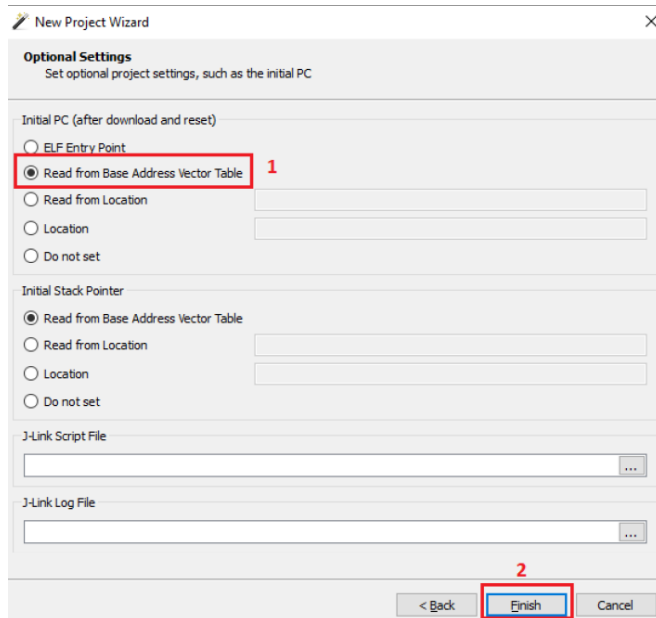 New Project Wizard
Optional Settings
Set optional project settings, such as the initial PC
Initial PC (after download and reset)
ELF Entry Point
Read from Base Address Vector Table 1
Read from Location
Location
Do not set
Initial Stack Pointer
Read from Base Address Vector Table
Read from Location
Location
Do not set
J-Link Script File
...
J-Link Log File
...
2
< Back Finish Cancel